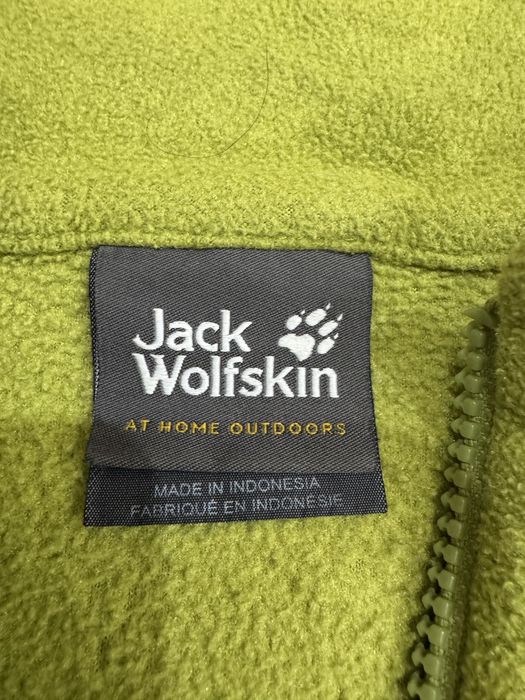 Jack
Wolfskin
AT HOME OUTDOORS
MADE IN INDONESIA
FABRIQUÉ EN INDONÉSIE